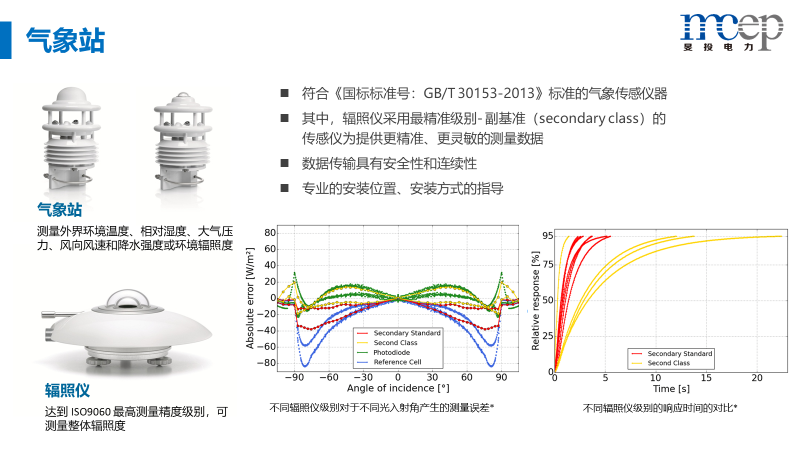 气象站
mcep
旻投电力
符合《国标标准号：GB/T 30153-2013》标准的气象传感仪器
其中，辐照仪采用最精准级别- 副基准（secondary class）的
传感仪为提供更精准、更灵敏的测量数据
数据传输具有安全性和连续性
专业的安装位置、安装方式的指导
气象站
测量外界环境温度、相对湿度、大气压
力、风向风速和降水强度或环境辐照度
辐照仪
达到 ISO9060 最高测量精度级别，可
测量整体辐照度
Absolute error [W/m²]
80
60
40
20
0
−20
−40
−60
−80
Secondary Standard
Second Class
Photodiode
Reference Cell
−90 −60 −30 0 30 60 90
Angle of incidence [°]
不同辐照仪级别对于不同光入射角产生的测量误差*
Relative response [%]
95
75
50
25
0
Secondary Standard
Second Class
0 5 10 15 20
Time [s]
不同辐照仪级别的响应时间的对比*